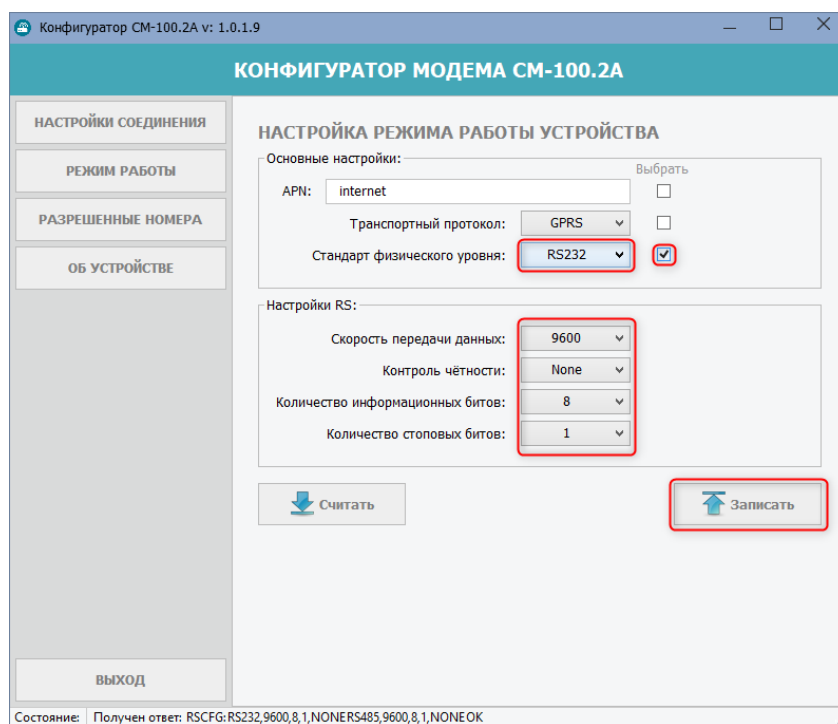 Конфигуратор СМ-100.2А v: 1.0.1.9
КОНФИГУРАТОР МОДЕМА СМ-100.2А
НАСТРОЙКИ СОЕДИНЕНИЯ
РЕЖИМ РАБОТЫ
РАЗРЕШЕННЫЕ НОМЕРА
ОБ УСТРОЙСТВЕ
ВЫХОД
НАСТРОЙКА РЕЖИМА РАБОТЫ УСТРОЙСТВА
Основные настройки:
Выбрать
APN: internet
Транспортный протокол: GPRS
Стандарт физического уровня: RS232
Настройки RS:
Скорость передачи данных: 9600
Контроль чётности: None
Количество информационных битов: 8
Количество стоповых битов: 1
Считать
Записать
Состояние: Получен ответ: RSCFG:RS232,9600,8,1,NONERS485,9600,8,1,NONEOK